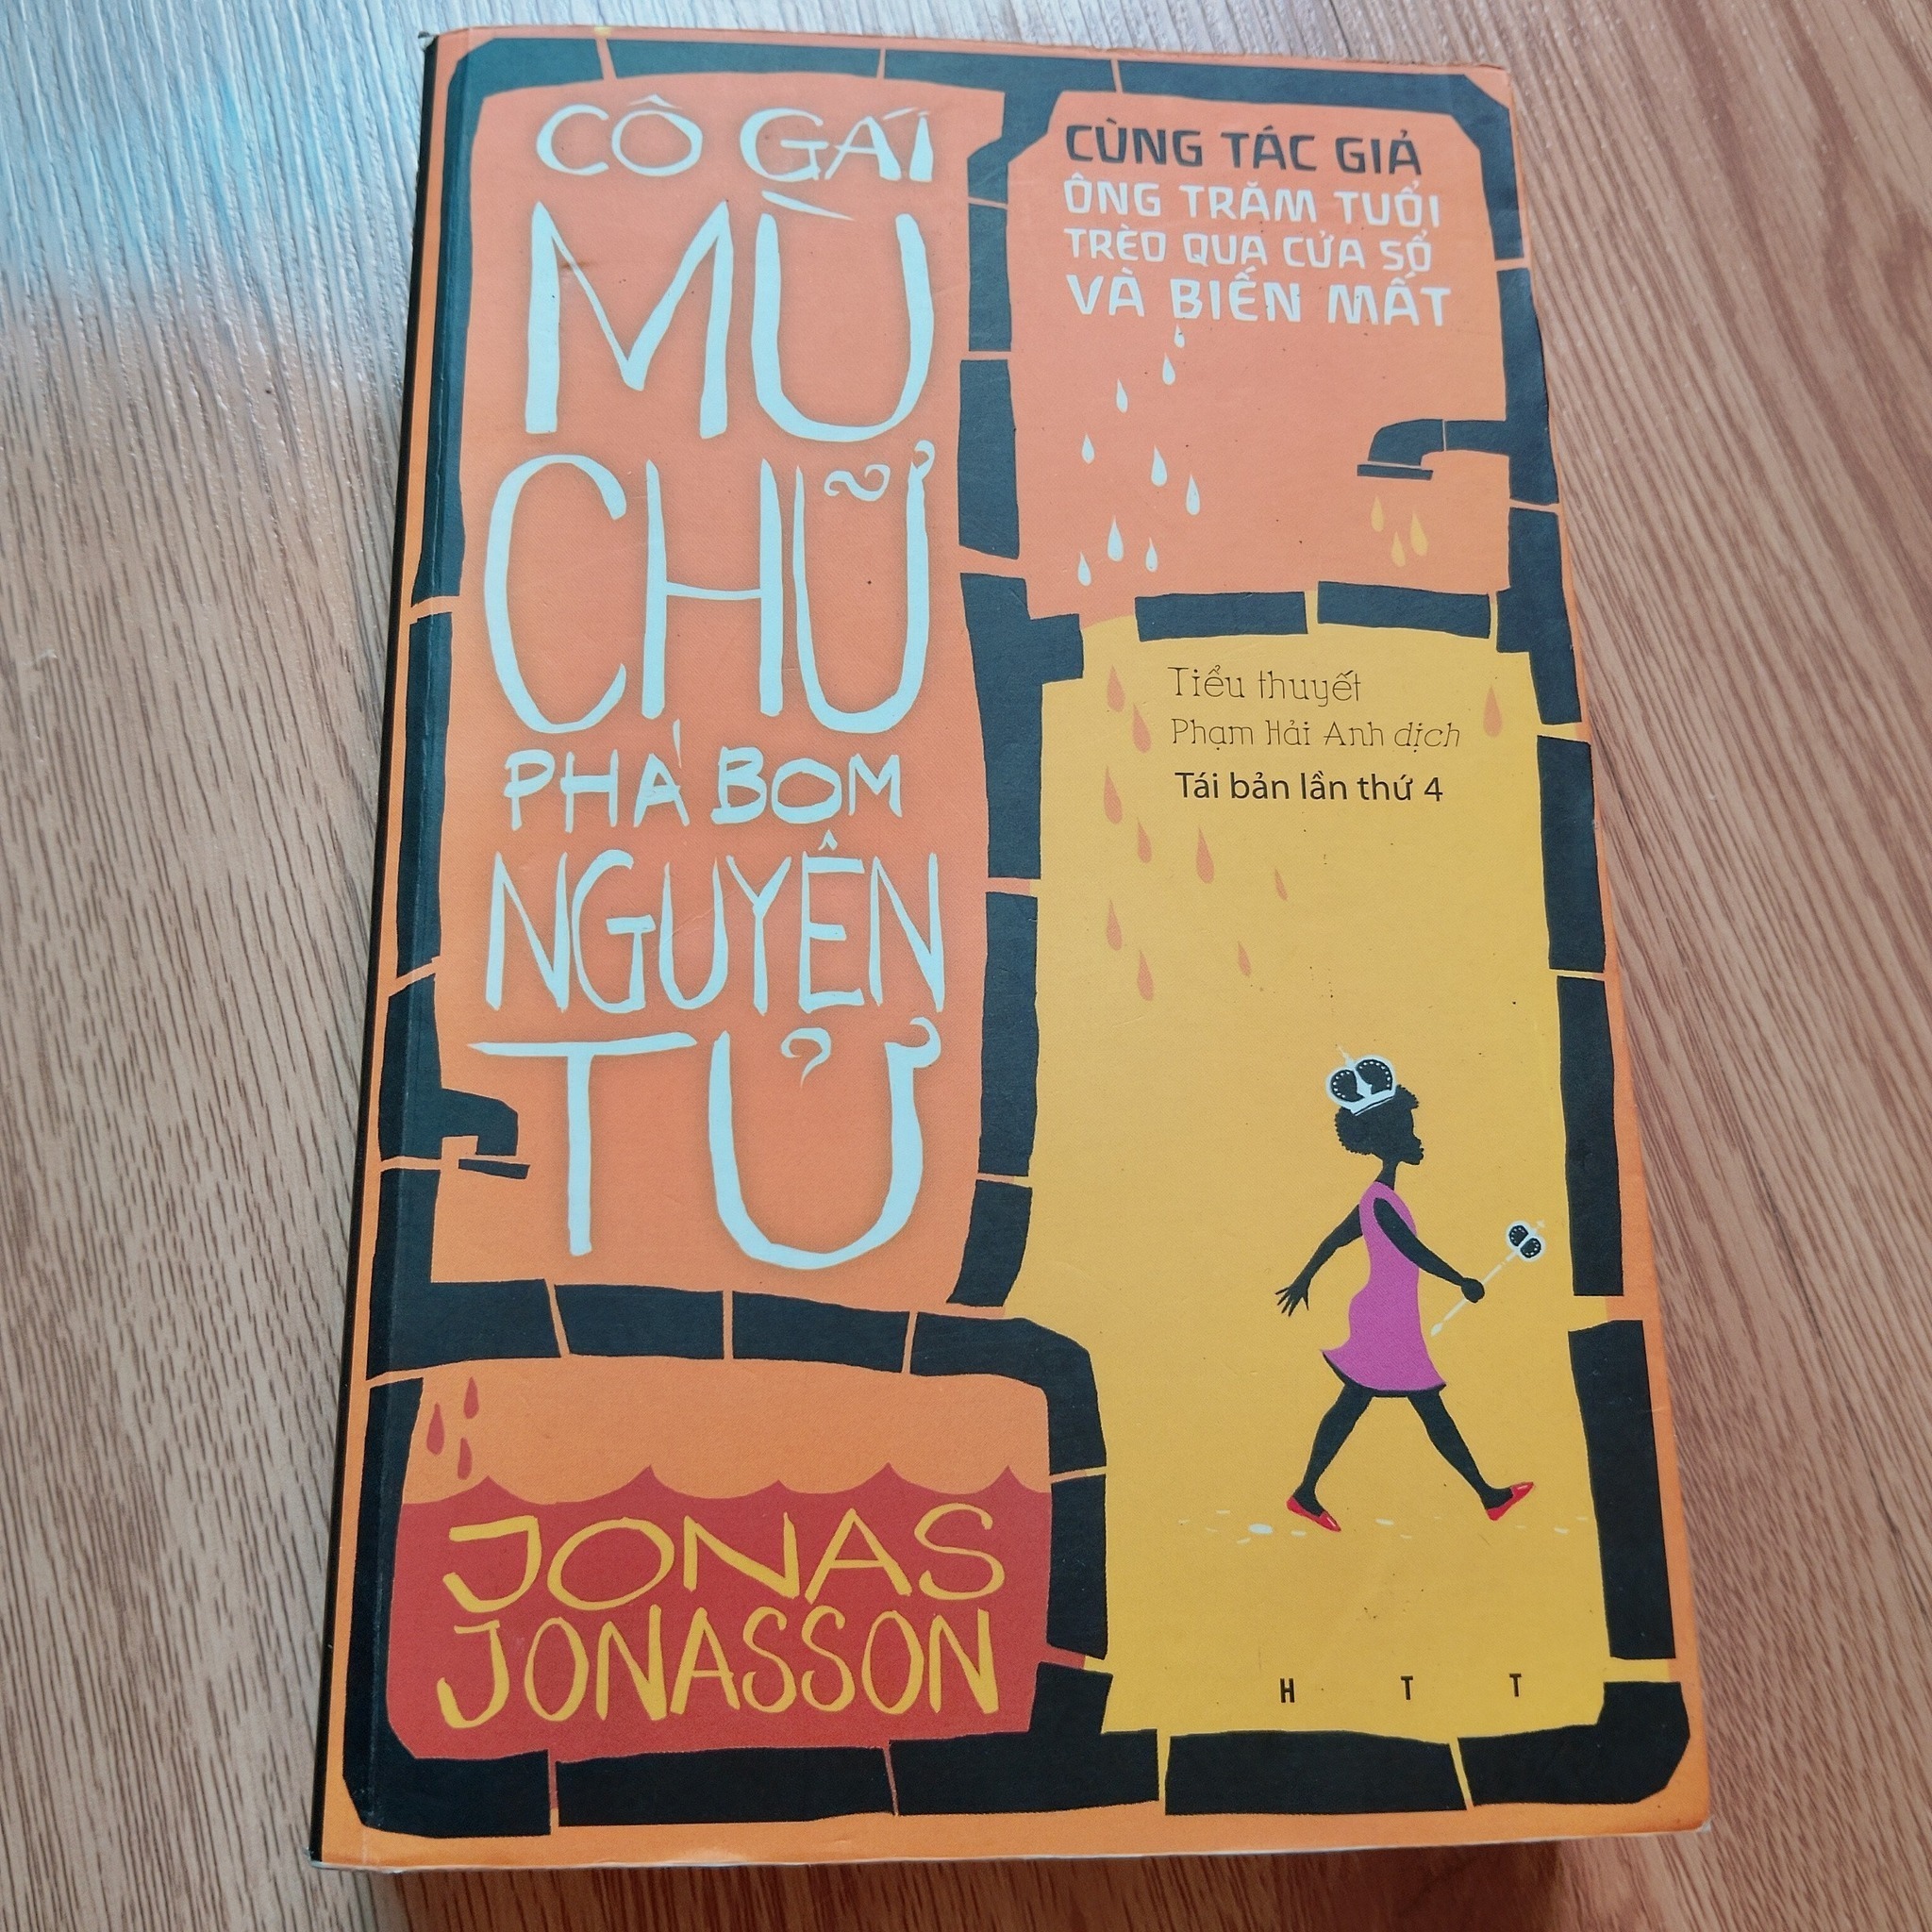 CÔ GÁI
MÙ
CHỮ
PHÁ BOM
NGUYÊN
TỬ
CÙNG TÁC GIẢ
ÔNG TRĂM TUỔI
TRÈO QUA CỬA SỔ
VÀ BIẾN MẤT
Tiểu thuyết
Phạm Hải Anh dịch
Tái bản lần thứ 4
JONAS
JONASSON
H T T